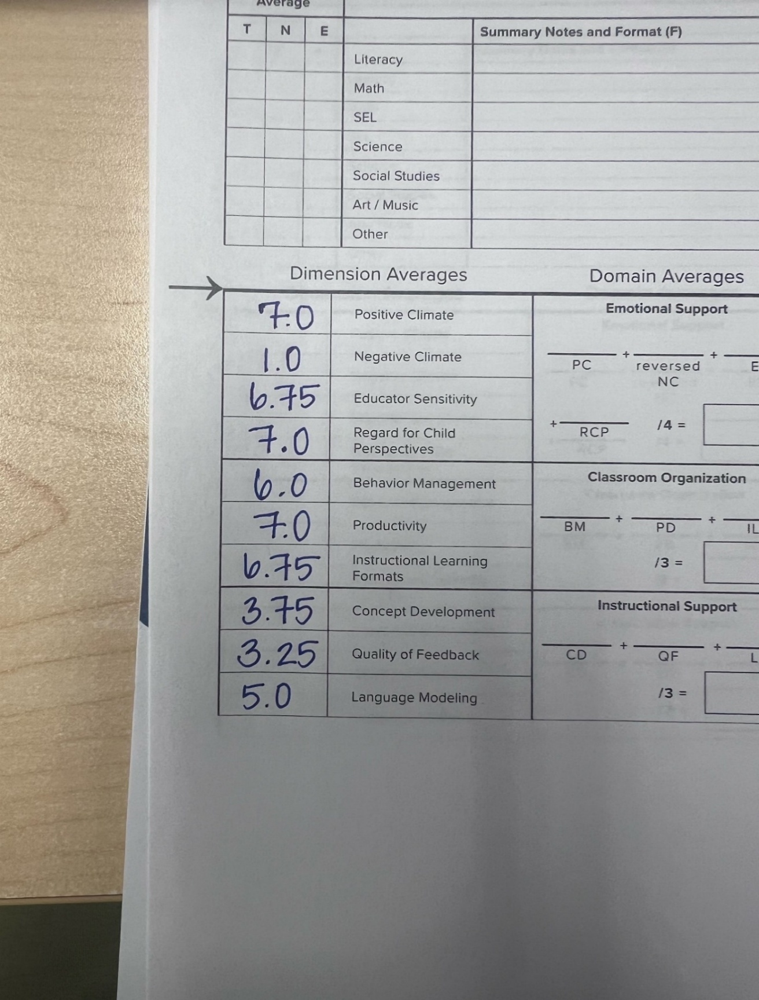 Average
T N E Summary Notes and Format (F)
Literacy
Math
SEL
Science
Social Studies
Art / Music
Other
Dimension Averages Domain Averages
7.0 Positive Climate
1.0 Negative Climate
6.75 Educator Sensitivity
7.0 Regard for Child
Perspectives
6.0 Behavior Management
7.0 Productivity
6.75 Instructional Learning
Formats
3.75 Concept Development
3.25 Quality of Feedback
5.0 Language Modeling
Emotional Support
+ +
PC reversed E
NC
+ /4 =
RCP
Classroom Organization
+ +
BM PD IL
/3 =
Instructional Support
+ +
CD QF L
/3 =